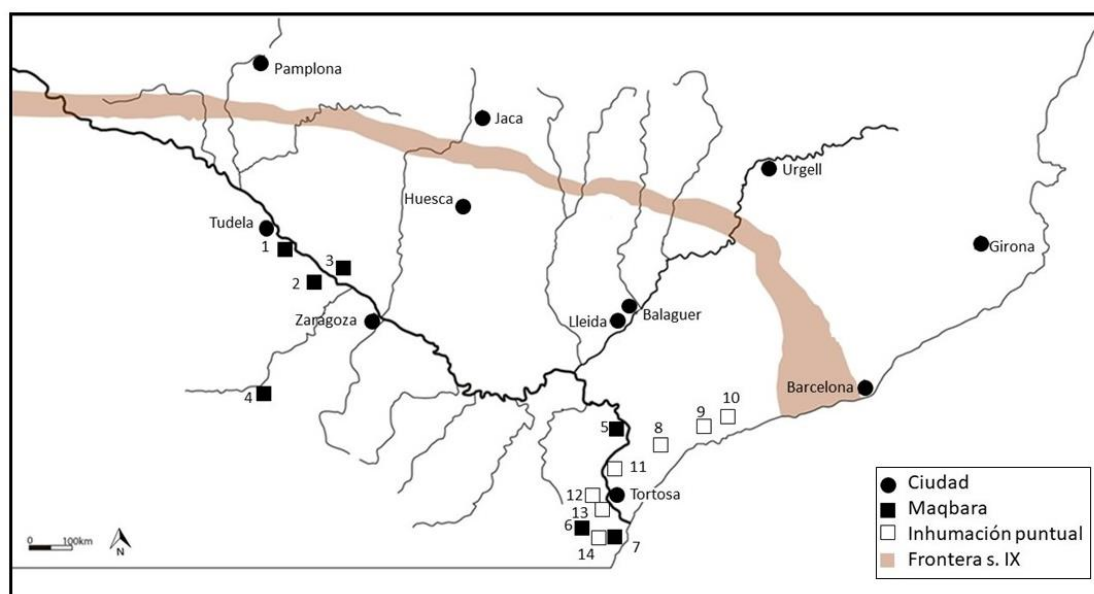 Pamplona
Jaca
Urgell
Huesca
Tudela
Girona
1
3
2
Balaguer
Zaragoza
Lleida
Barcelona
4
10
9
5
8
11
12
Tortosa
13
6
14
7
100km
N
Ciudad
Maqbara
Inhumación puntual
Frontera s. IX